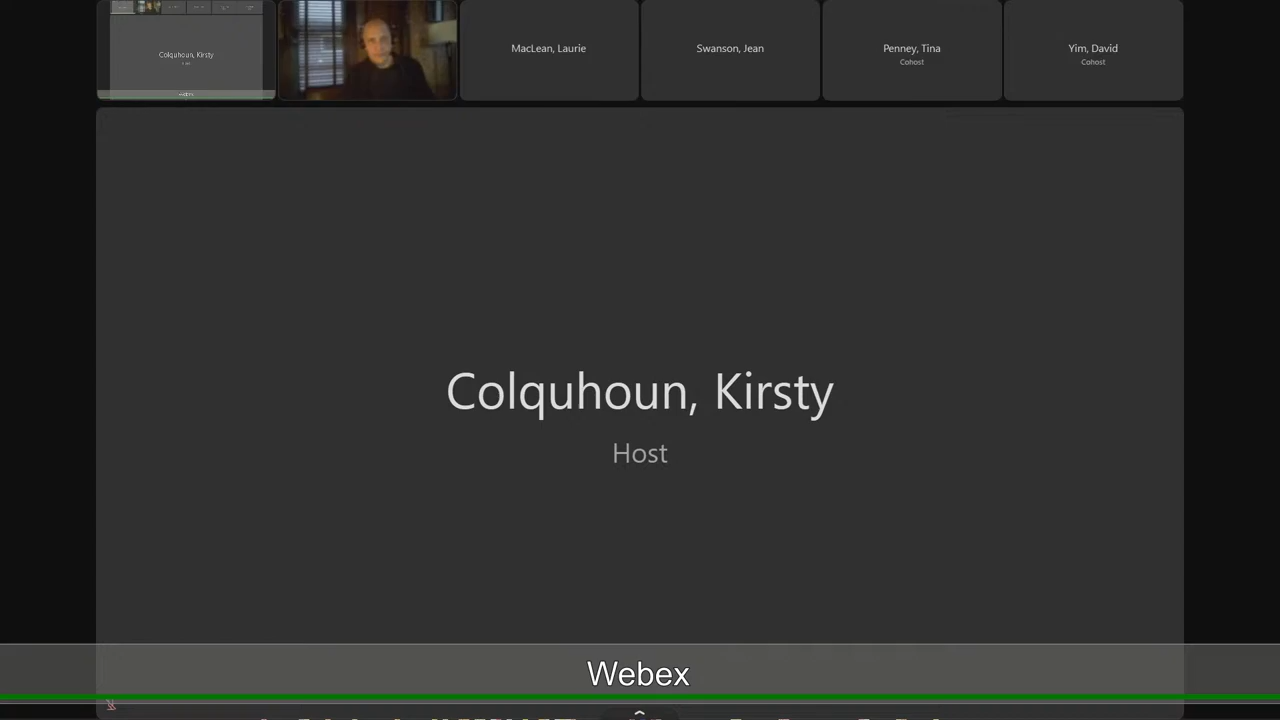 Colquhoun, Kirsty
MacLean, Laurie
Swanson, Jean
Penney, Tina
Cohost
Yim, David
Cohost
Colquhoun, Kirsty
Host
Webex